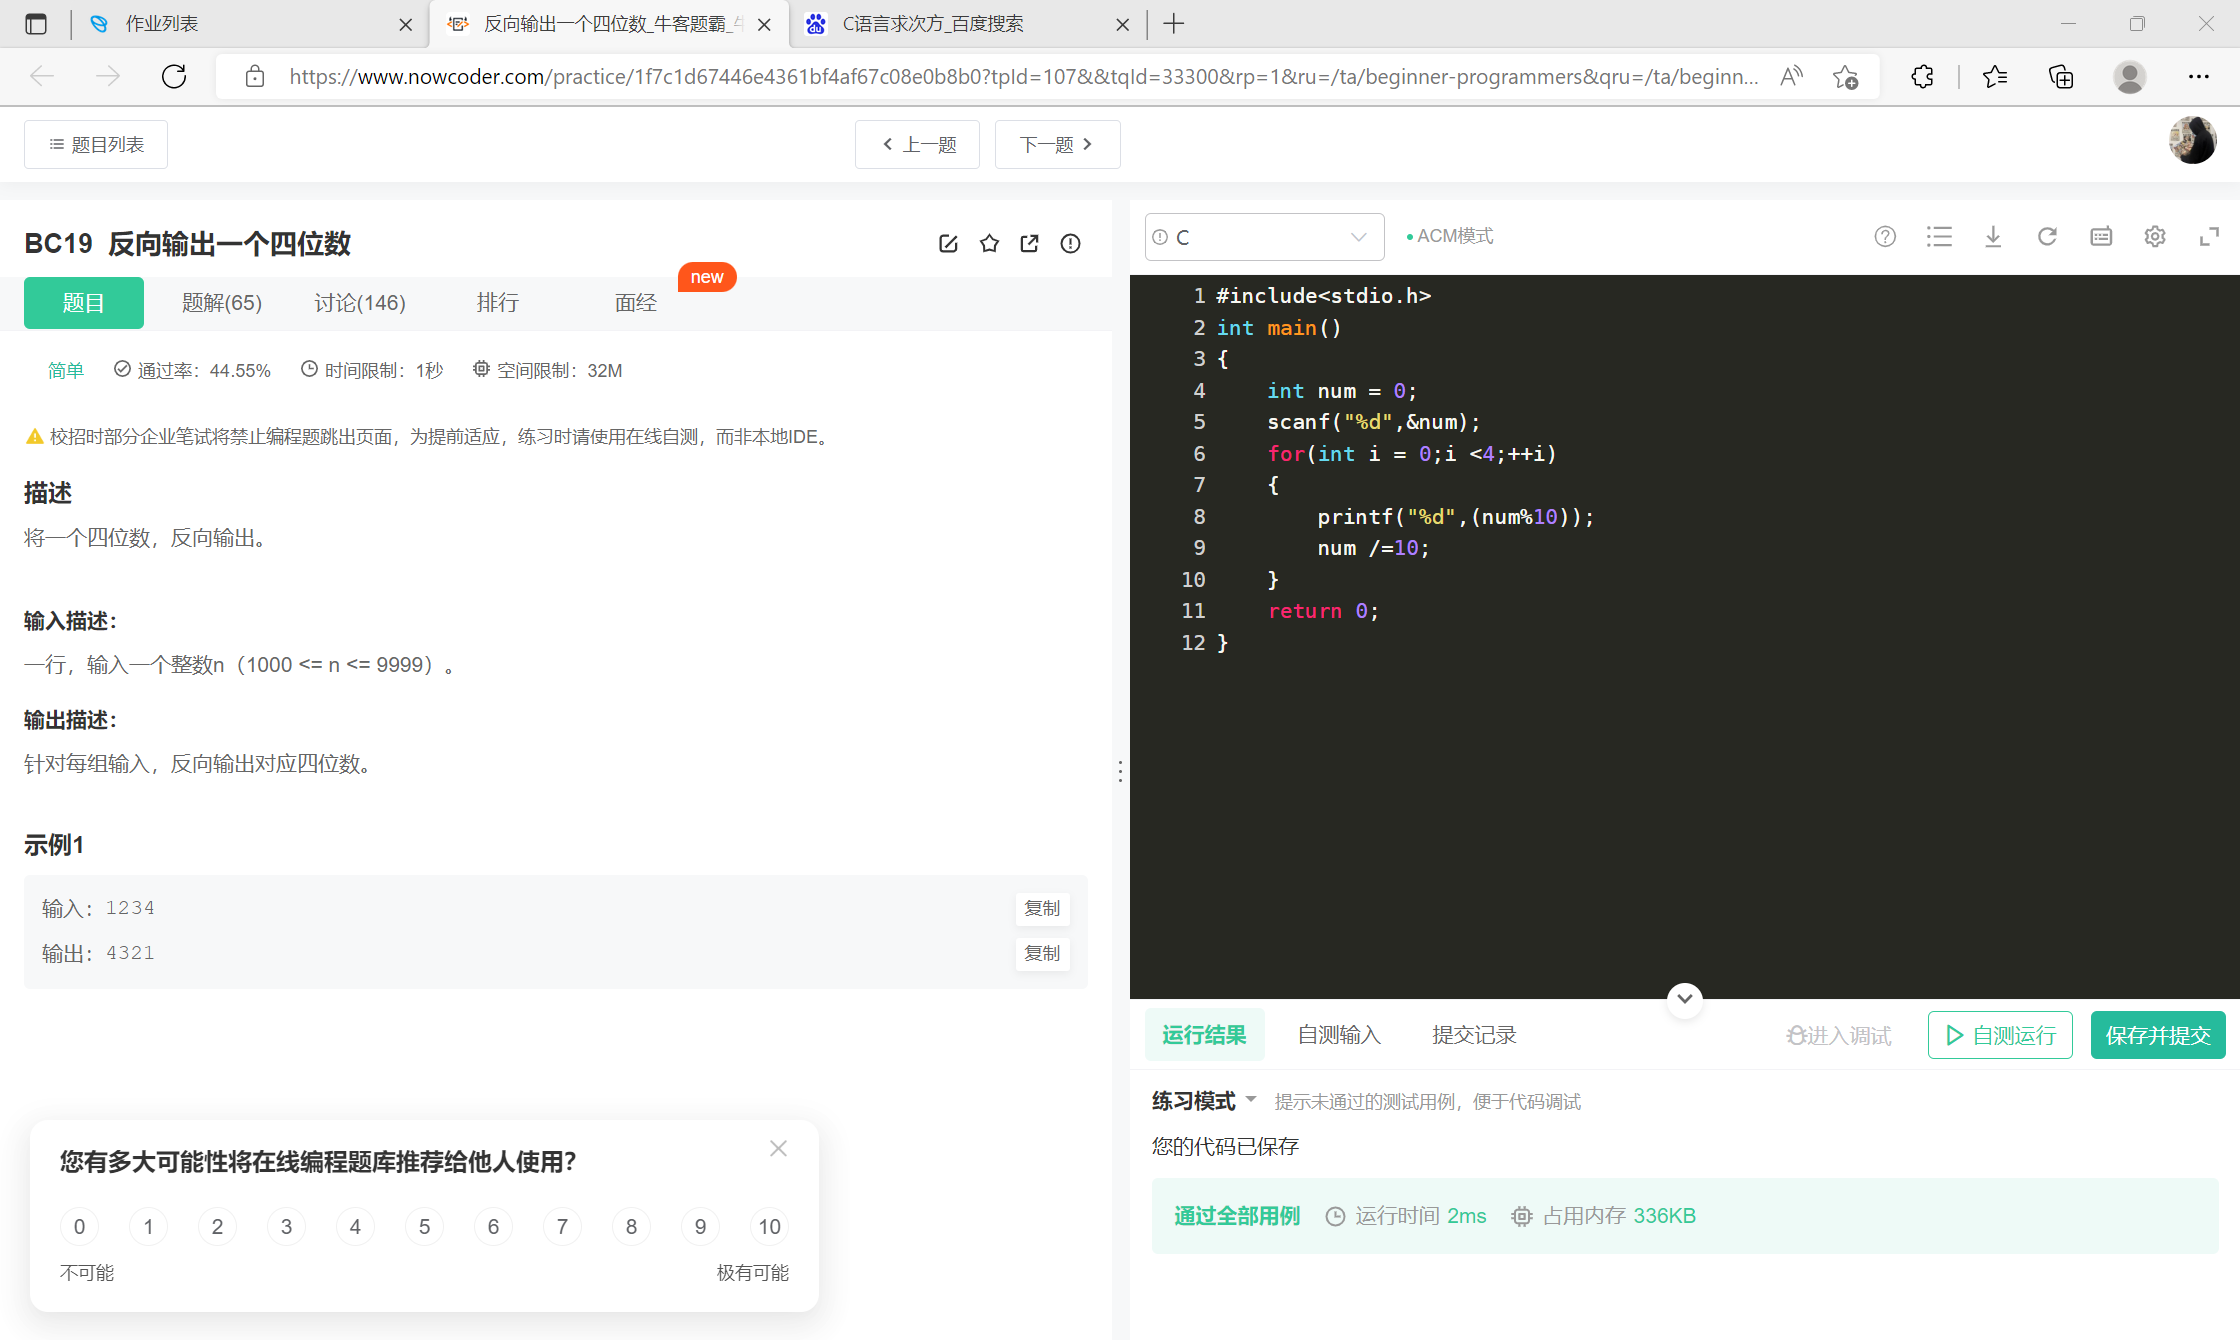 作业列表
反向输出一个四位数_牛客题霸_牛
C语言求次方_百度搜索
https://www.nowcoder.com/practice/1f7c1d67446e4361bf4af67c08e0b8b0?tpId=107&&tqId=33300&rp=1&ru=/ta/beginner-programmers&qru=/ta/beginn...
题目列表
上一题
下一题
BC19 反向输出一个四位数
C
ACM模式
题目
题解(65)
讨论(146)
排行
面经
new
简单
通过率：44.55%
时间限制：1秒
空间限制：32M
校招时部分企业笔试将禁止编程题跳出页面，为提前适应，练习时请使用在线自测，而非本地IDE。
描述
将一个四位数，反向输出。
输入描述：
一行，输入一个整数n（1000 <= n <= 9999）。
输出描述：
针对每组输入，反向输出对应四位数。
示例1
输入：1234
复制
输出：4321
复制
您有多大可能性将在线编程题库推荐给他人使用？
0 1 2 3 4 5 6 7 8 9 10
不可能
极有可能
1 #include<stdio.h>
2 int main()
3 {
4     int num = 0;
5     scanf("%d",&num);
6     for(int i = 0;i <4;++i)
7     {
8         printf("%d",(num%10));
9         num /=10;
10     }
11     return 0;
12 }
运行结果
自测输入
提交记录
进入调试
自测运行
保存并提交
练习模式
提示未通过的测试用例，便于代码调试
您的代码已保存
通过全部用例
运行时间 2ms
占用内存 336KB